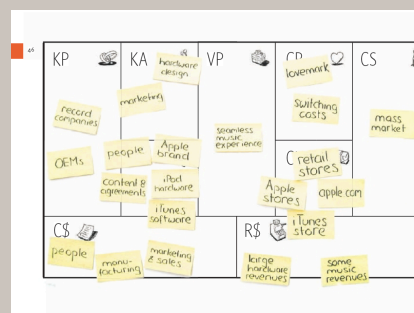 46
KP
KA
VP
CR
CS
hardware
design
lovemark
marketing
record
companies
switching
costs
mass
market
seamless
music
experience
OEMs
people
Apple
brand
C
retail
stores
content &
agreements
iPod
hardware
Apple
stores
apple.com
iTunes
software
iTunes
store
C$
R$
people
manu-
facturing
marketing
& sales
large
hardware
revenues
some
music
revenues